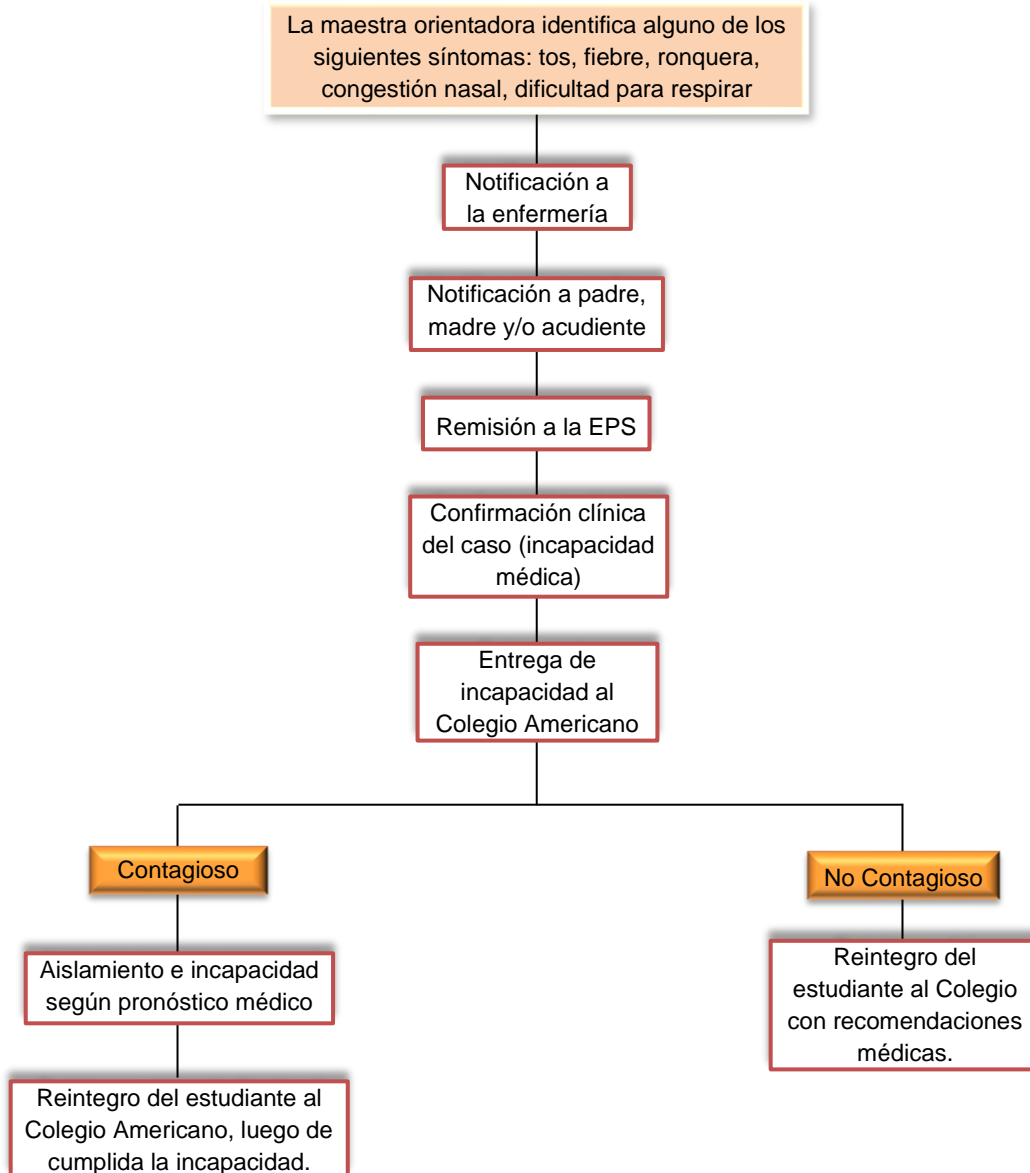 La maestra orientadora identifica alguno de los
siguientes síntomas: tos, fiebre, ronquera,
congestión nasal, dificultad para respirar
Notificación a
la enfermería
Notificación a padre,
madre y/o acudiente
Remisión a la EPS
Confirmación clínica
del caso (incapacidad
médica)
Entrega de
incapacidad al
Colegio Americano
Contagioso
Aislamiento e incapacidad
según pronóstico médico
Reintegro del estudiante al
Colegio Americano, luego de
cumplida la incapacidad.
No Contagioso
Reintegro del
estudiante al Colegio
con recomendaciones
médicas.